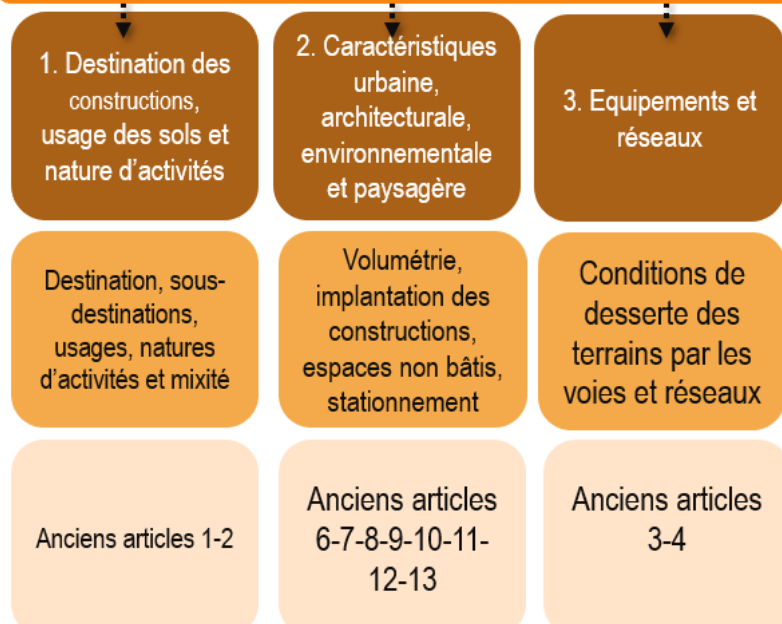 1. Destination des
constructions,
usage des sols et
nature d’activités
2. Caractéristiques
urbaine,
architecturale,
environnementale
et paysagère
3. Equipements et
réseaux
Destination, sous-
destinations,
usages, natures
d’activités et mixité
Volumétrie,
implantation des
constructions,
espaces non bâtis,
stationnement
Conditions de
desserte des
terrains par les
voies et réseaux
Anciens articles 1-2
Anciens articles
6-7-8-9-10-11-
12-13
Anciens articles
3-4